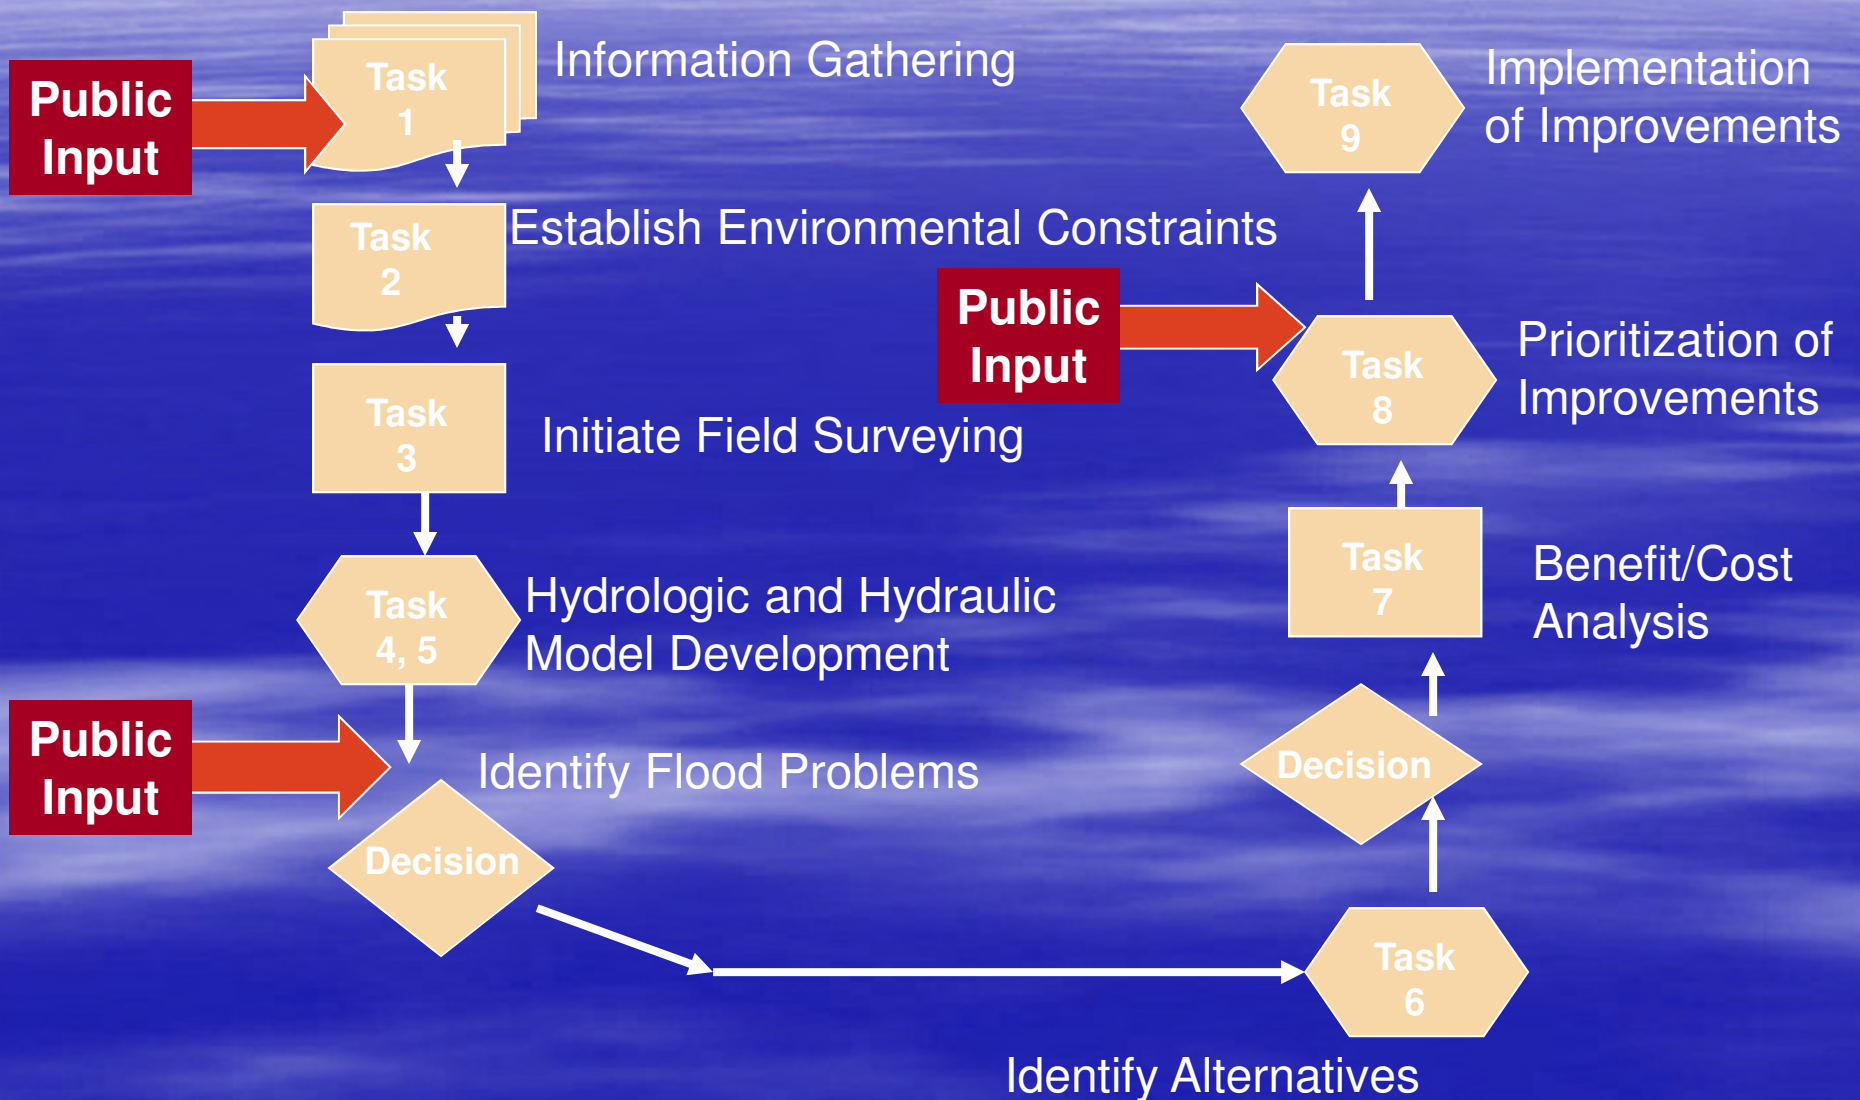 Public
Input
Task
1
Information Gathering
Task
2
Establish Environmental Constraints
Task
3
Initiate Field Surveying
Task
4, 5
Hydrologic and Hydraulic
Model Development
Public
Input
Identify Flood Problems
Decision
Task
6
Identify Alternatives
Decision
Task
7
Benefit/Cost
Analysis
Public
Input
Task
8
Prioritization of
Improvements
Task
9
Implementation
of Improvements